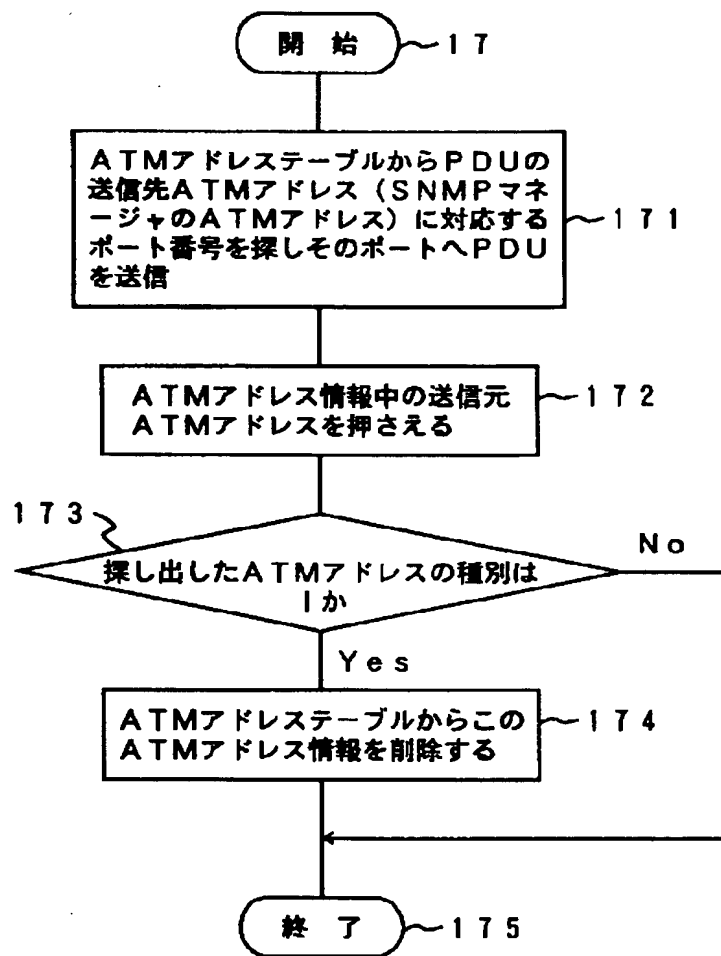 開 始
17
ATMアドレステーブルからPDUの
送信先ATMアドレス(SNMPマネ
ージャのATMアドレス)に対応する
ポート番号を探しそのポートへPDU
を送信
171
ATMアドレス情報中の送信元
ATMアドレスを押さえる
172
173
探し出したATMアドレスの種別は
Iか
No
Yes
ATMアドレステーブルからこの
ATMアドレス情報を削除する
174
終 了
175